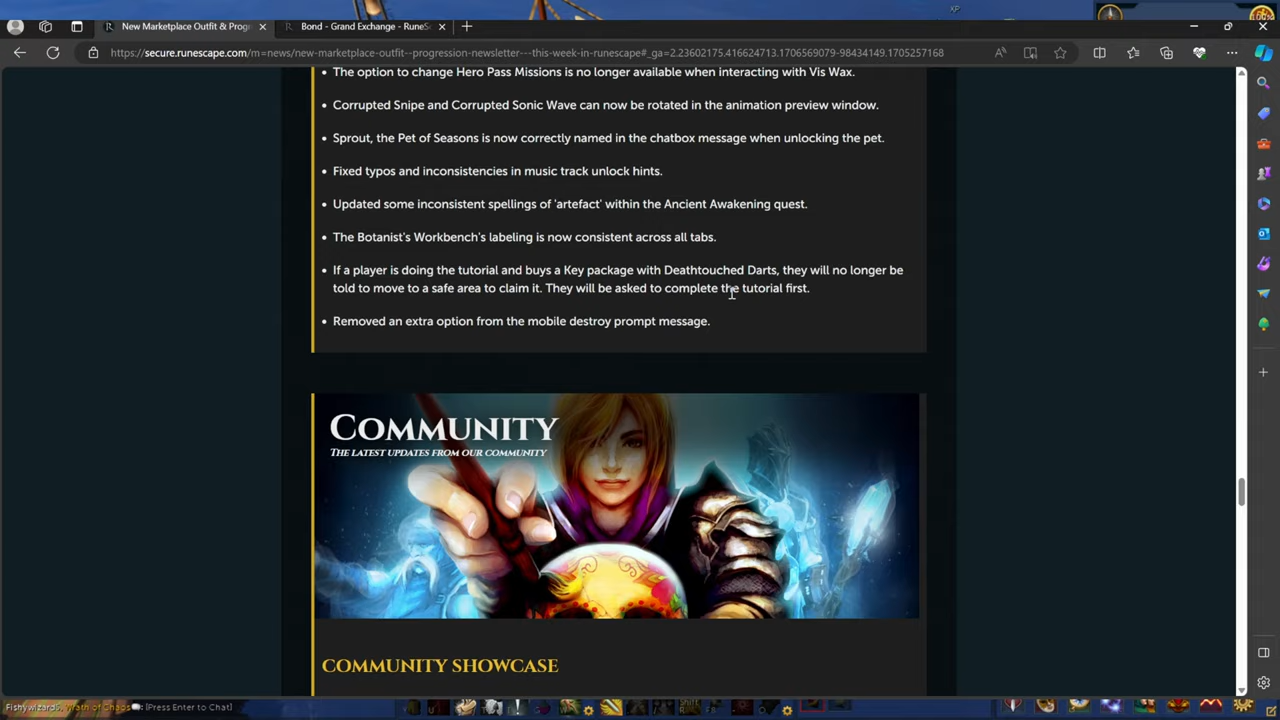 XP
New Marketplace Outfit & Progr
Bond - Grand Exchange - RuneS
https://secure.runescape.com/m=news/new-marketplace-outfit--progression-newsletter---this-week-in-runescape#_ga=2.23602175.416624713.1706569079-98434149.1705257168
• The option to change Hero Pass Missions is no longer available when interacting with Vis Wax.
• Corrupted Snipe and Corrupted Sonic Wave can now be rotated in the animation preview window.
• Sprout, the Pet of Seasons is now correctly named in the chatbox message when unlocking the pet.
• Fixed typos and inconsistencies in music track unlock hints.
• Updated some inconsistent spellings of 'artefact' within the Ancient Awakening quest.
• The Botanist's Workbench's labeling is now consistent across all tabs.
• If a player is doing the tutorial and buys a Key package with Deathtouched Darts, they will no longer be
told to move to a safe area to claim it. They will be asked to complete the tutorial first.
• Removed an extra option from the mobile destroy prompt message.
COMMUNITY
THE LATEST UPDATES FROM OUR COMMUNITY
COMMUNITY SHOWCASE
[Press Enter to Chat]
Shift